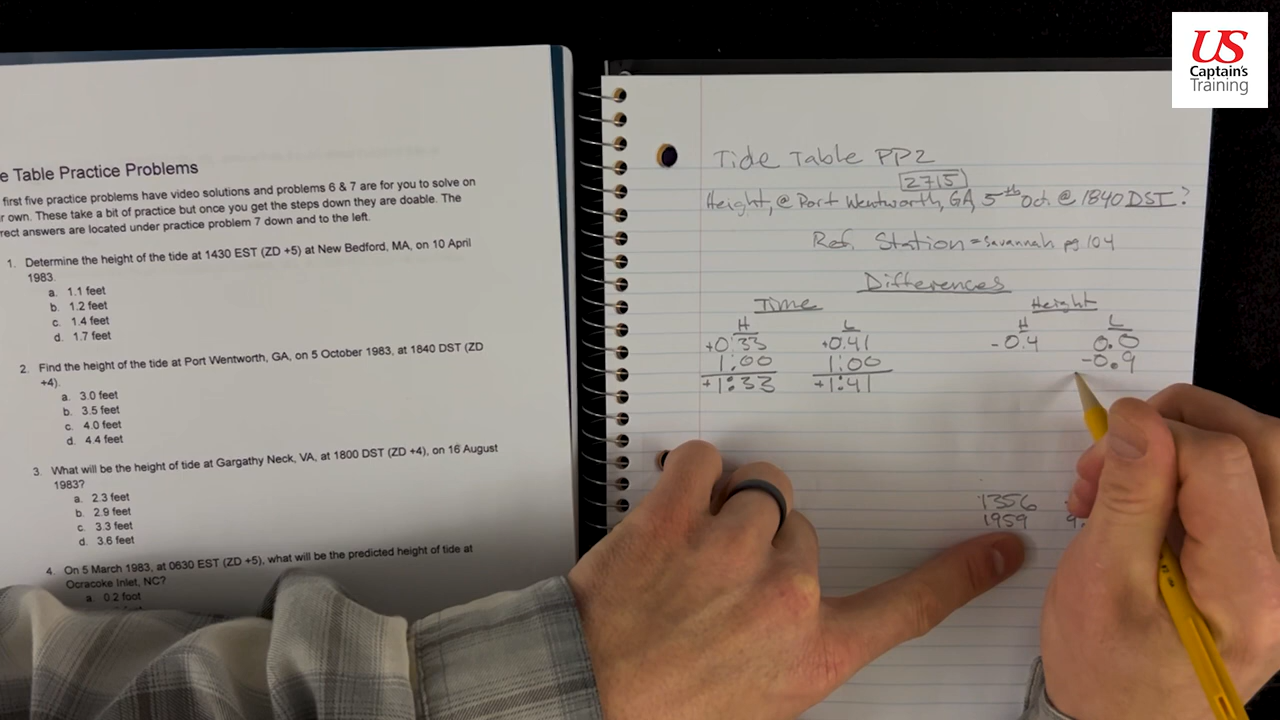 US
Captain's
Training
e Table Practice Problems
first five practice problems have video solutions and problems 6 & 7 are for you to solve on
r own. These take a bit of practice but once you get the steps down they are doable. The
rect answers are located under practice problem 7 down and to the left.
1. Determine the height of the tide at 1430 EST (ZD +5) at New Bedford, MA, on 10 April
1983.
a. 1.1 feet
b. 1.2 feet
c. 1.4 feet
d. 1.7 feet
2. Find the height of the tide at Port Wentworth, GA, on 5 October 1983, at 1840 DST (ZD
+4).
a. 3.0 feet
b. 3.5 feet
c. 4.0 feet
d. 4.4 feet
3. What will be the height of tide at Gargathy Neck, VA, at 1800 DST (ZD +4), on 16 August
1983?
a. 2.3 feet
b. 2.9 feet
c. 3.3 feet
d. 3.6 feet
4. On 5 March 1983, at 0630 EST (ZD +5), what will be the predicted height of tide at
Ocracoke Inlet, NC?
a. 0.2 foot
Tide Table PP2
2715
Height, @ Port Wentworth, GA, 5th Oct. @ 1840 DST?
Ref. Station = Savannah pg 104
Differences
Time Height
H L H L
+0:33 +0:41 -0.4 0.0
1:00 1:00 -0.9
+1:33 +1:41
1356
1959 9.